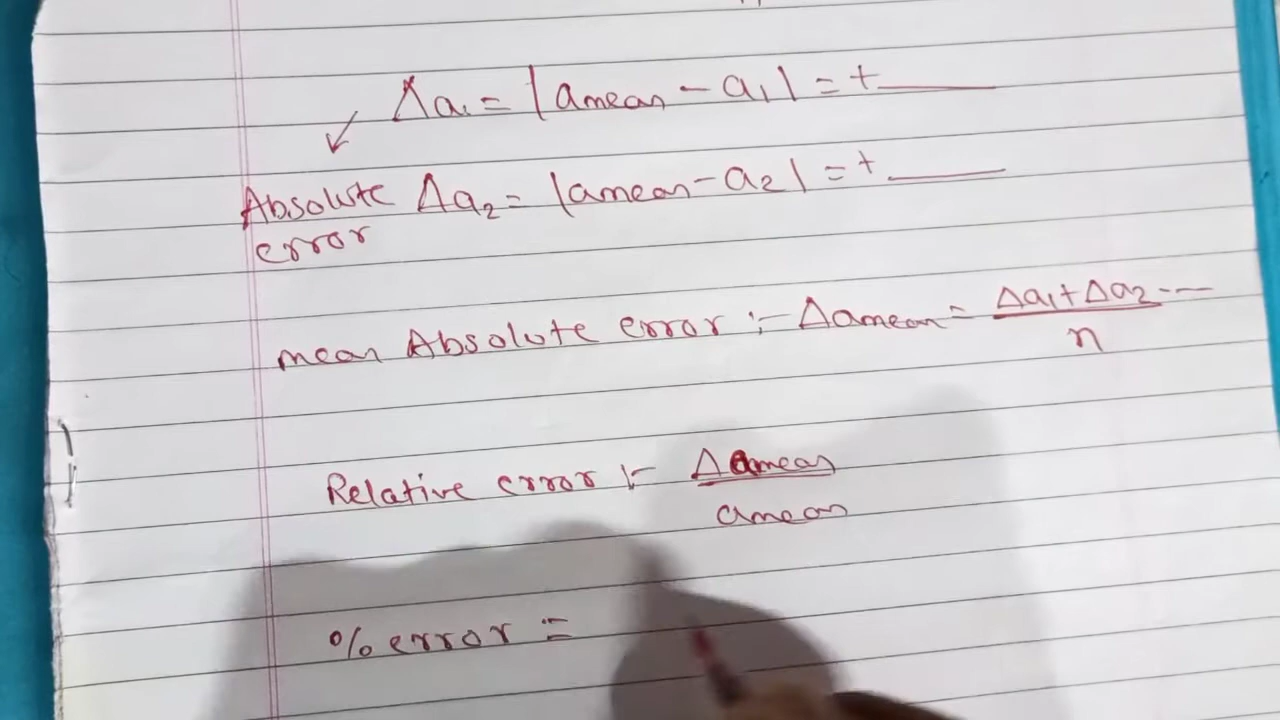 Δa₁ = |amean - a₁| = +____
Absolute Δa₂ = |amean - a₂| = +____
error
mean Absolute error :- Δamean = Δa₁ + Δa₂ ---- / n
Relative error :- Δamean / amean
% error =